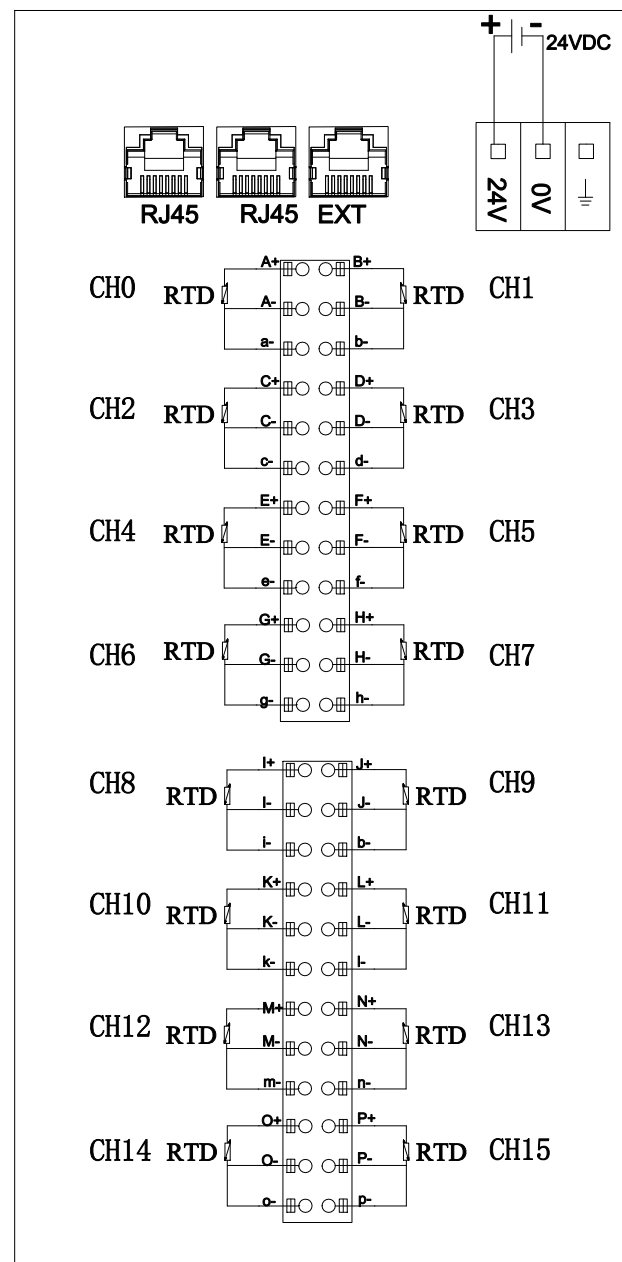 + - 24VDC
RJ45 RJ45 EXT 24V 0V
A+ B+
CH0 RTD RTD CH1
A- B-
a- b-
C+ D+
CH2 RTD RTD CH3
C- D-
c- d-
E+ F+
CH4 RTD RTD CH5
E- F-
e- f-
G+ H+
CH6 RTD RTD CH7
G- H-
g- h-
I+ J+
CH8 RTD RTD CH9
I- J-
i- b-
K+ L+
CH10 RTD RTD CH11
K- L-
k- l-
M+ N+
CH12 RTD RTD CH13
M- N-
m- n-
O+ P+
CH14 RTD RTD CH15
O- P-
o- p-